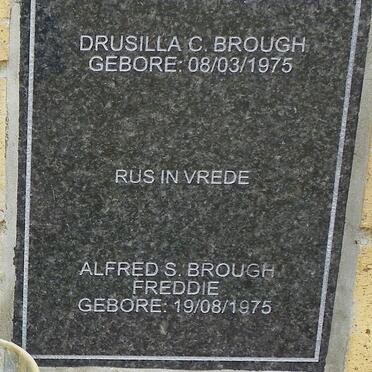 DRUSILLA C. BROUGH
GEBORE: 08/03/1975
RUS IN VREDE
ALFRED S. BROUGH
FREDDIE
GEBORE: 19/08/1975